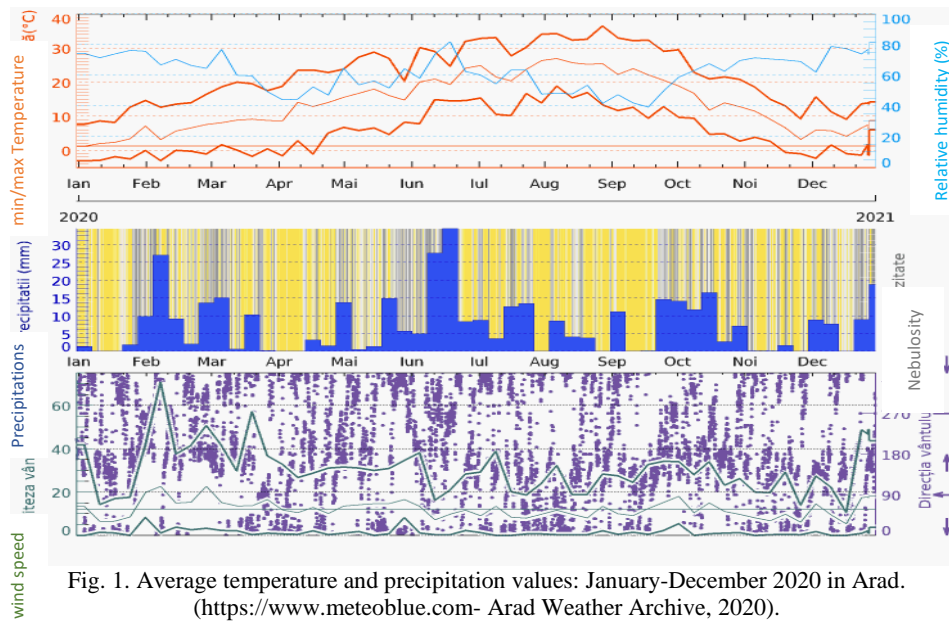 min/max Temperature
ă(°C)
40
30
20
10
0
100
80
60
40
20
0
Relative humidity (%)
Ian Feb Mar Apr Mai Iun Iul Aug Sep Oct Noi Dec
2020 2021
Precipitations
ecipitatii (mm)
30
25
20
15
10
5
0
zitate
Nebulosity
Ian Feb Mar Apr Mai Iun Iul Aug Sep Oct Noi Dec
wind speed
iteza vân
60
40
20
0
270
180
90
0
Direcția vântului
Fig. 1. Average temperature and precipitation values: January-December 2020 in Arad.
(https://www.meteoblue.com- Arad Weather Archive, 2020).